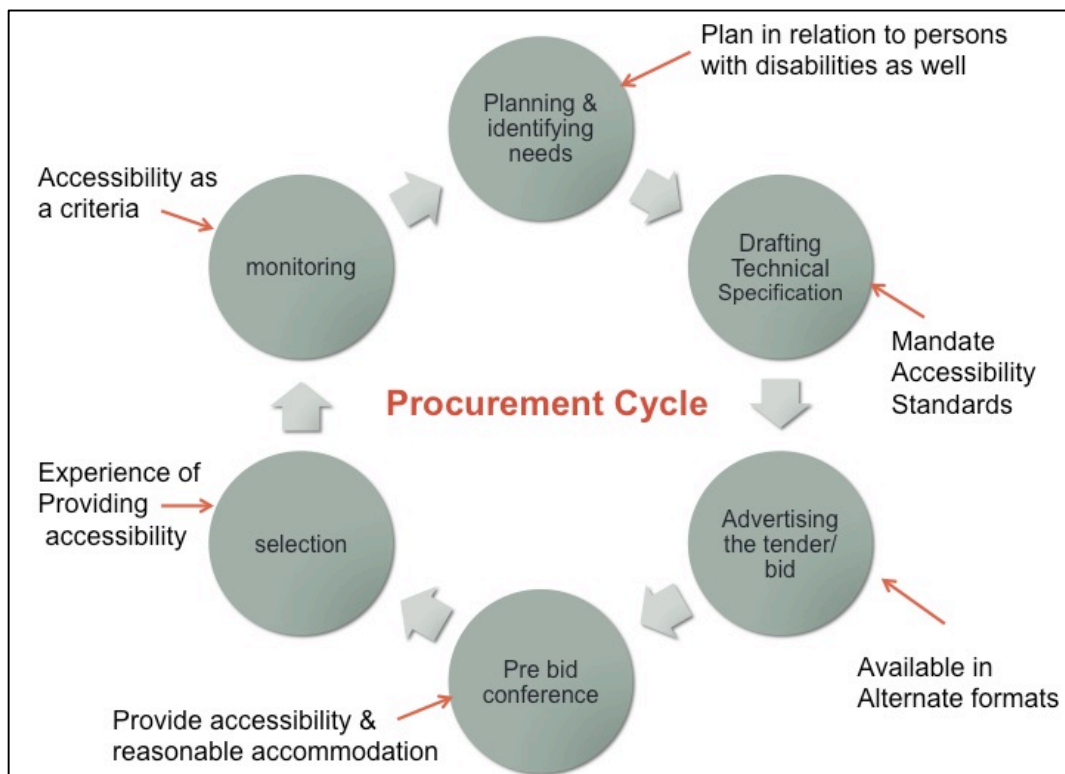 Plan in relation to persons
with disabilities as well
Planning &
identifying
needs
Accessibility as
a criteria
monitoring
Drafting
Technical
Specification
Mandate
Accessibility
Standards
Procurement Cycle
Experience of
Providing
accessibility
selection
Advertising
the tender/
bid
Available in
Alternate formats
Pre bid
conference
Provide accessibility &
reasonable accommodation